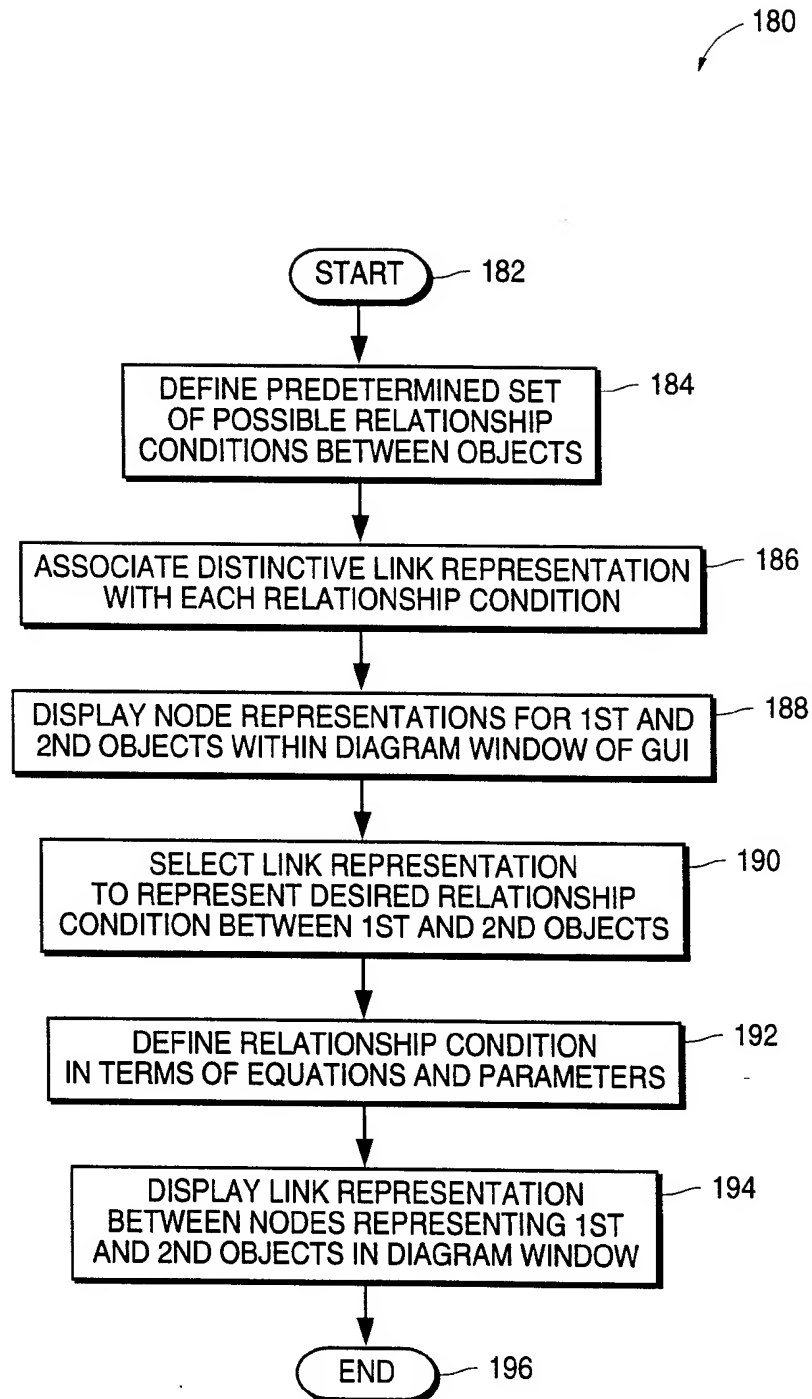 180
START
182
DEFINE PREDETERMINED SET
OF POSSIBLE RELATIONSHIP
CONDITIONS BETWEEN OBJECTS
184
ASSOCIATE DISTINCTIVE LINK REPRESENTATION
WITH EACH RELATIONSHIP CONDITION
186
DISPLAY NODE REPRESENTATIONS FOR 1ST AND
2ND OBJECTS WITHIN DIAGRAM WINDOW OF GUI
188
SELECT LINK REPRESENTATION
TO REPRESENT DESIRED RELATIONSHIP
CONDITION BETWEEN 1ST AND 2ND OBJECTS
190
DEFINE RELATIONSHIP CONDITION
IN TERMS OF EQUATIONS AND PARAMETERS
192
DISPLAY LINK REPRESENTATION
BETWEEN NODES REPRESENTING 1ST
AND 2ND OBJECTS IN DIAGRAM WINDOW
194
END
196